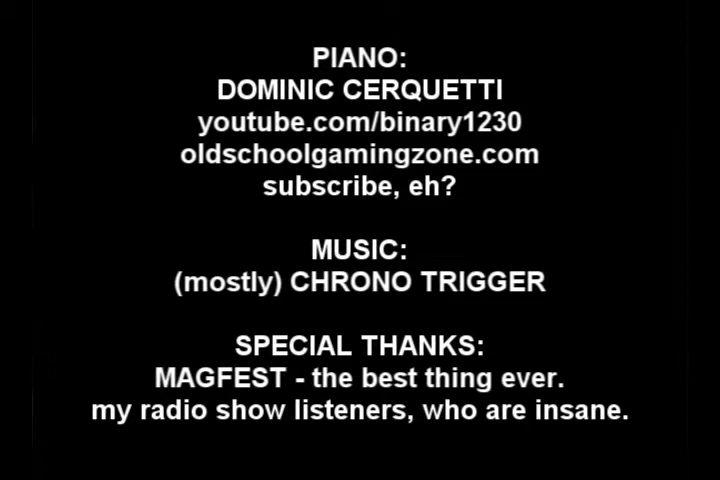 PIANO:
DOMINIC CERQUETTI
youtube.com/binary1230
oldschoolgamingzone.com
subscribe, eh?
MUSIC:
(mostly) CHRONO TRIGGER
SPECIAL THANKS:
MAGFEST - the best thing ever.
my radio show listeners, who are insane.